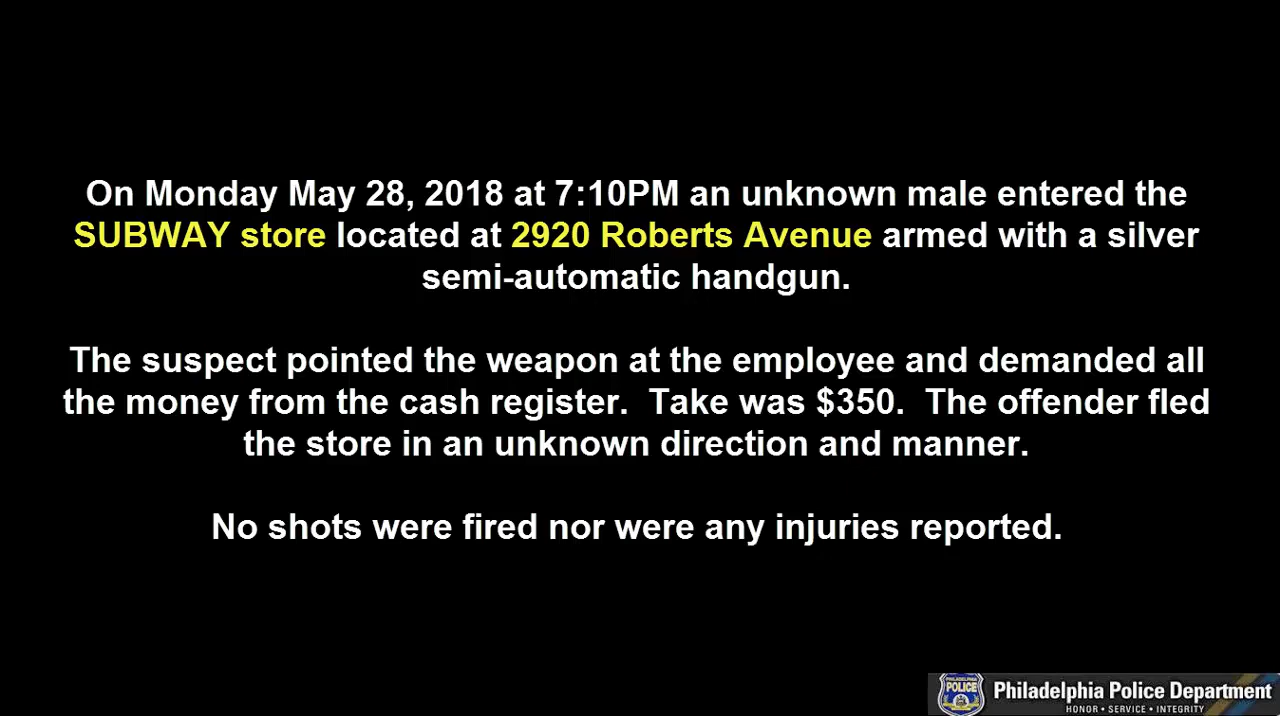 On Monday May 28, 2018 at 7:10PM an unknown male entered the
SUBWAY store located at 2920 Roberts Avenue armed with a silver
semi-automatic handgun.
The suspect pointed the weapon at the employee and demanded all
the money from the cash register.  Take was $350.  The offender fled
the store in an unknown direction and manner.
No shots were fired nor were any injuries reported.
PHILADELPHIA
POLICE
Philadelphia Police Department
HONOR • SERVICE • INTEGRITY